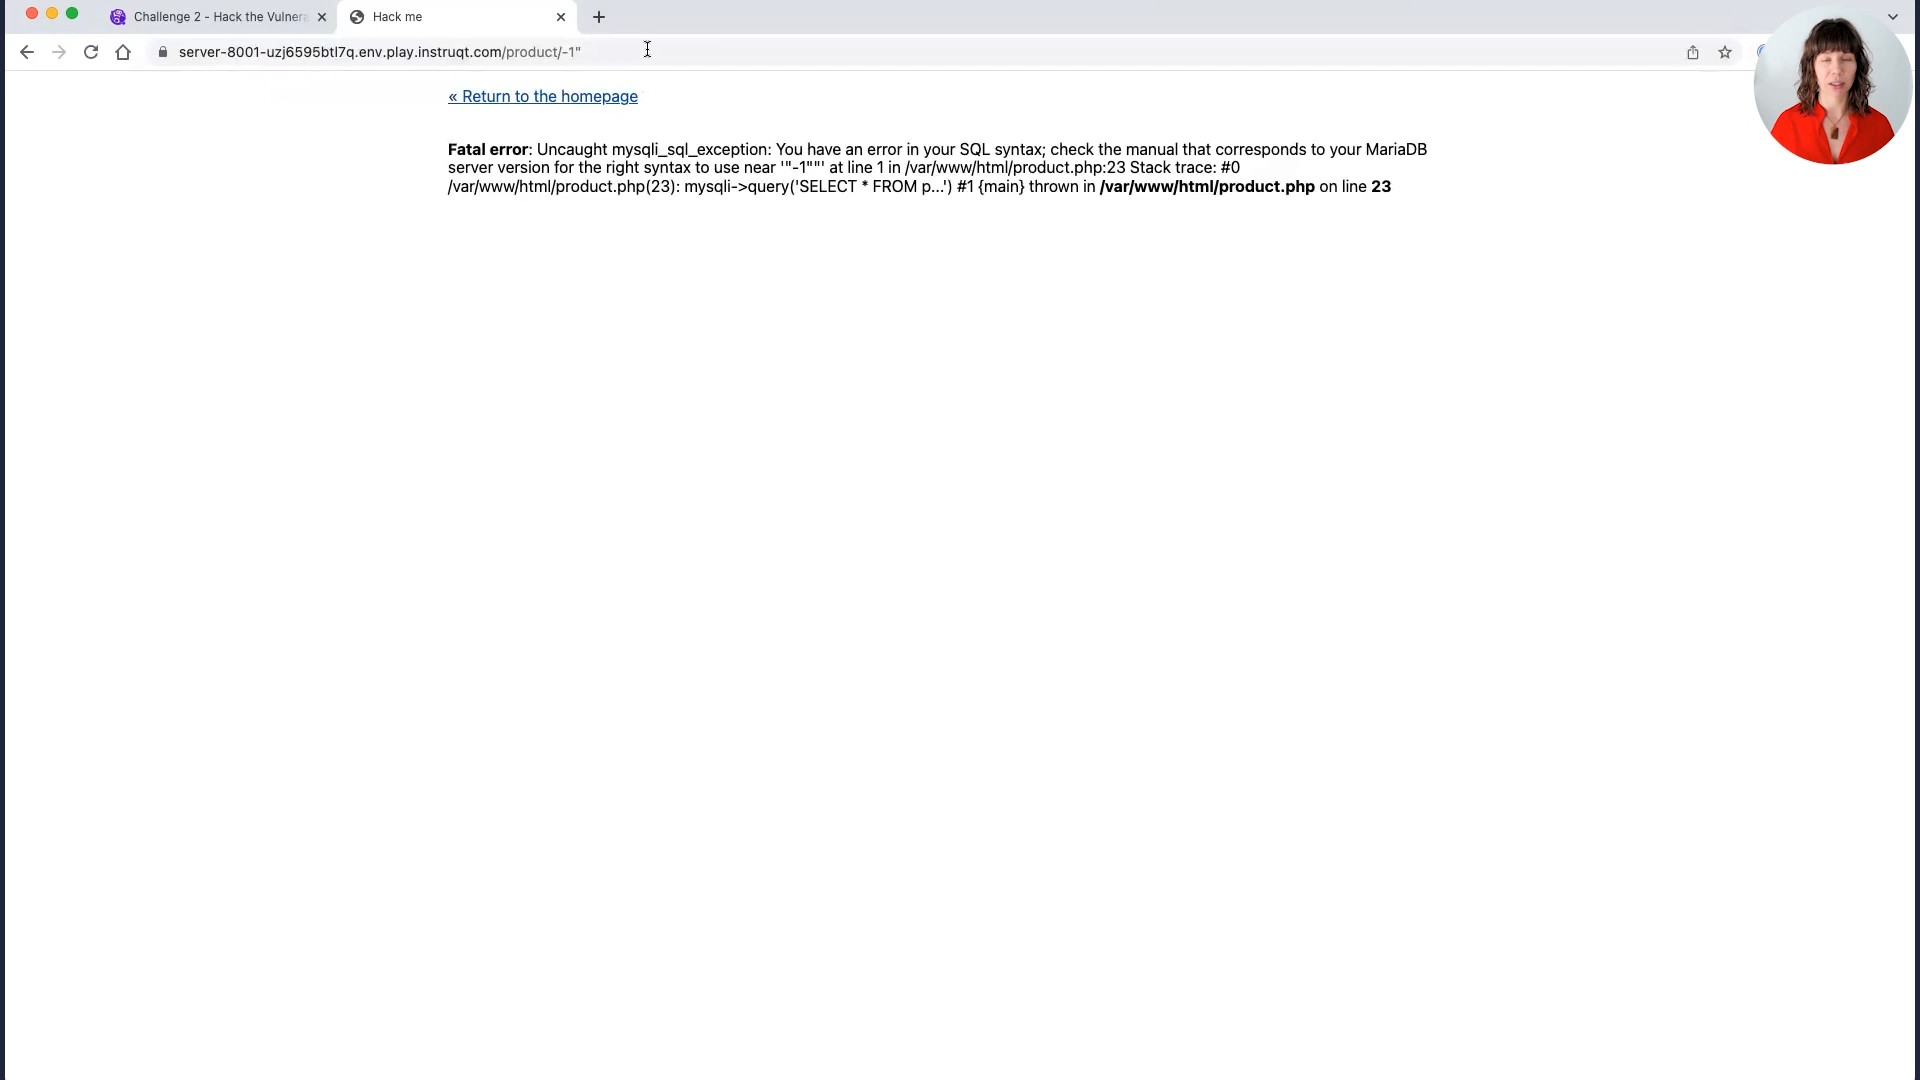 Challenge 2 - Hack the Vulnera
Hack me
server-8001-uzj6595btl7q.env.play.instruqt.com/product/-1"
« Return to the homepage
Fatal error: Uncaught mysqli_sql_exception: You have an error in your SQL syntax; check the manual that corresponds to your MariaDB
server version for the right syntax to use near '"-1""' at line 1 in /var/www/html/product.php:23 Stack trace: #0
/var/www/html/product.php(23): mysqli->query('SELECT * FROM p...') #1 {main} thrown in /var/www/html/product.php on line 23